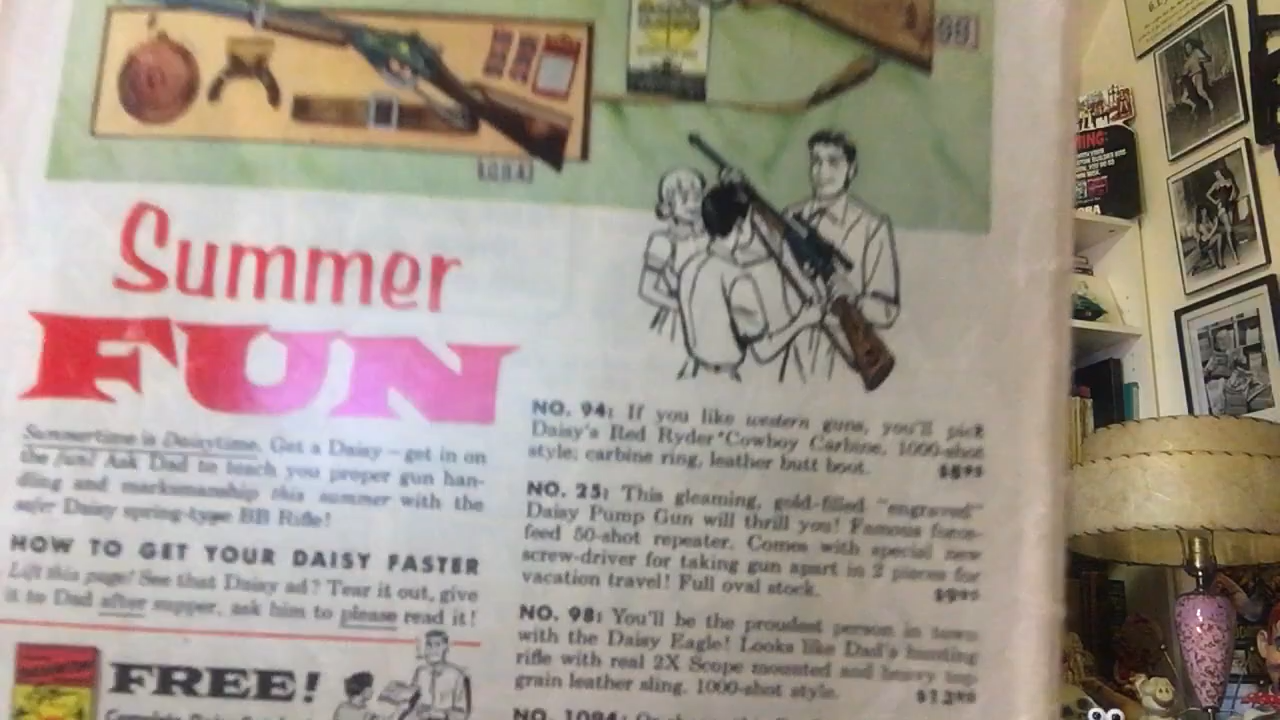 98
Summer
FUN
Summertime is Daisytime. Get a Daisy — get in on
the fun! Ask Dad to teach you proper gun han-
dling and marksmanship this summer with the
safer Daisy spring-type BB Rifle!
HOW TO GET YOUR DAISY FASTER
Lift this page! See that Daisy ad? Tear it out, give
it to Dad after supper, ask him to please read it!
FREE!
NO. 94: If you like western guns, you'll pick
Daisy's Red Ryder Cowboy Carbine. 1000-shot
style; carbine ring, leather butt boot.
NO. 25: This gleaming, gold-filled "engraved"
Daisy Pump Gun will thrill you! Famous force-
feed 50-shot repeater. Comes with special new
screw-driver for taking gun apart in 2 pieces for
vacation travel! Full oval stock.
NO. 98: You'll be the proudest person in town
with the Daisy Eagle! Looks like Dad's hunting
rifle with real 2X Scope mounted and heavy top
grain leather sling. 1000-shot style.